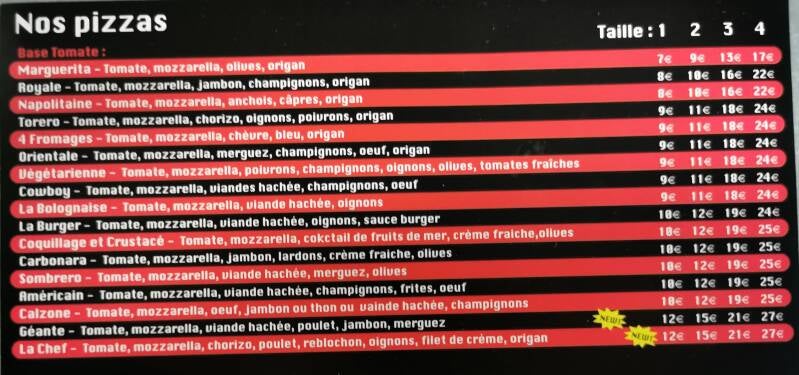 Nos pizzas
Taille : 1 2 3 4
Base Tomate :
Marguerita - Tomate, mozzarella, olives, origan 7€ 9€ 13€ 17€
Royale - Tomate, mozzarella, jambon, champignons, origan 8€ 10€ 16€ 22€
Napolitaine - Tomate, mozzarella, anchois, câpres, origan 8€ 10€ 16€ 22€
Torero - Tomate, mozzarella, chorizo, oignons, poivrons, origan 9€ 11€ 18€ 24€
4 Fromages - Tomate, mozzarella, chèvre, bleu, origan 9€ 11€ 18€ 24€
Orientale - Tomate, mozzarella, merguez, champignons, oeuf, origan 9€ 11€ 18€ 24€
Végétarienne - Tomate, mozzarella, poivrons, champignons, oignons, olives, tomates fraîches 9€ 11€ 18€ 24€
Cowboy - Tomate, mozzarella, viandes hachée, champignons, oeuf 9€ 11€ 18€ 24€
La Bolognaise - Tomate, mozzarella, viande hachée, oignons 9€ 11€ 18€ 24€
La Burger - Tomate, mozzarella, viande hachée, oignons, sauce burger 10€ 12€ 19€ 24€
Coquillage et Crustacé - Tomate, mozzarella, cokctail de fruits de mer, crème fraiche,olives 10€ 12€ 19€ 25€
Carbonara - Tomate, mozzarella, jambon, lardons, crème fraiche, olives 10€ 12€ 19€ 25€
Sombrero - Tomate, mozzarella, viande hachée, merguez, olives 10€ 12€ 19€ 25€
Américain - Tomate, mozzarella, viande hachée, champignons, frites, oeuf 10€ 12€ 19€ 25€
Calzone - Tomate, mozzarella, oeuf, jambon ou thon ou vainde hachée, champignons 10€ 12€ 19€ 25€
Géante - Tomate, mozzarella, viande hachée, poulet, jambon, merguez NEW! 12€ 15€ 21€ 27€
La Chef - Tomate, mozzarella, chorizo, poulet, reblochon, oignons, filet de crème, origan NEW! 12€ 15€ 21€ 27€